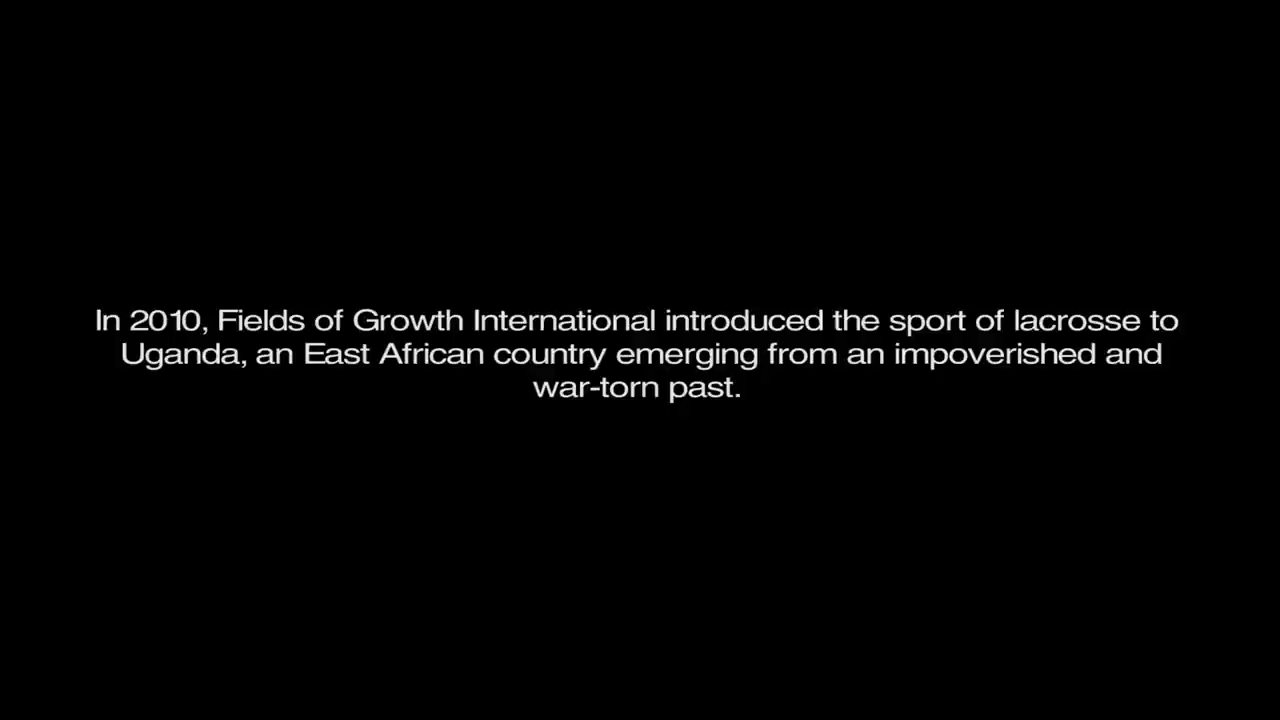 In 2010, Fields of Growth International introduced the sport of lacrosse to
Uganda, an East African country emerging from an impoverished and
war-torn past.